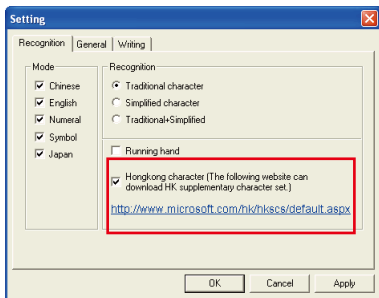 Setting
Recognition General Writing
Mode
Chinese
English
Numeral
Symbol
Japan
Recognition
Traditional character
Simplified character
Traditional+Simplified
Running hand
Hongkong character (The following website can
download HK supplementary character set.)
http://www.microsoft.com/hk/hkscs/default.aspx
OK Cancel Apply